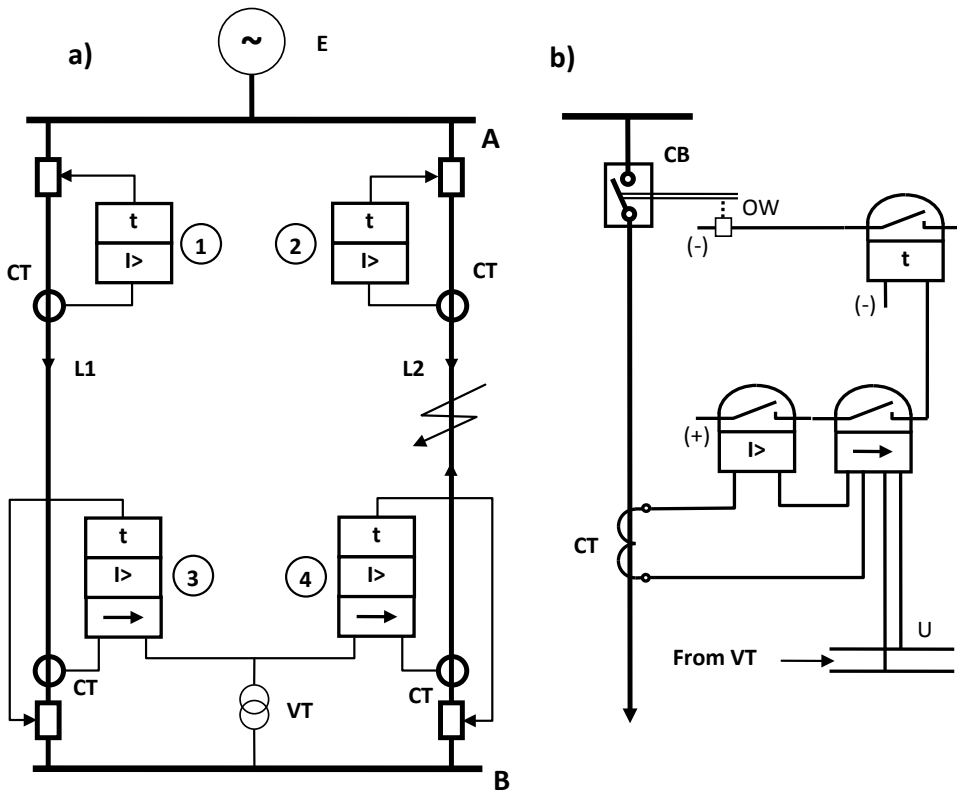 a)
~
E
b)
A
CB
t
t
OW
1
2
(-)
I>
I>
t
CT
CT
(-)
L1
L2
(+)
I>
t
t
CT
I>
3
4
I>
U
From VT
CT
VT
CT
B